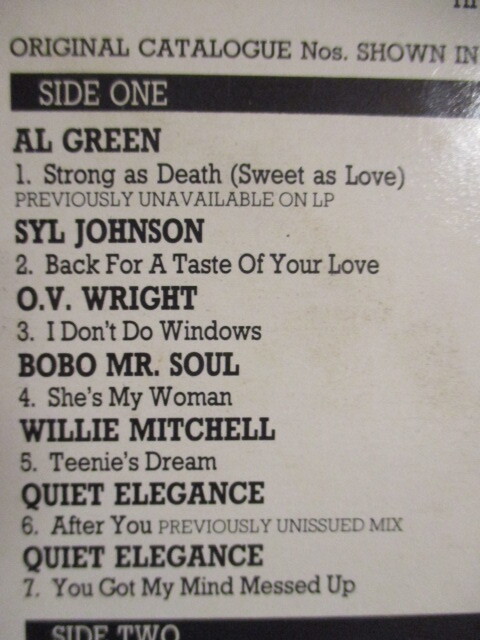 ORIGINAL CATALOGUE Nos. SHOWN IN
SIDE ONE
AL GREEN
1. Strong as Death (Sweet as Love)
PREVIOUSLY UNAVAILABLE ON LP
SYL JOHNSON
2. Back For A Taste Of Your Love
O.V. WRIGHT
3. I Don't Do Windows
BOBO MR. SOUL
4. She's My Woman
WILLIE MITCHELL
5. Teenie's Dream
QUIET ELEGANCE
6. After You PREVIOUSLY UNISSUED MIX
QUIET ELEGANCE
7. You Got My Mind Messed Up
SIDE TWO